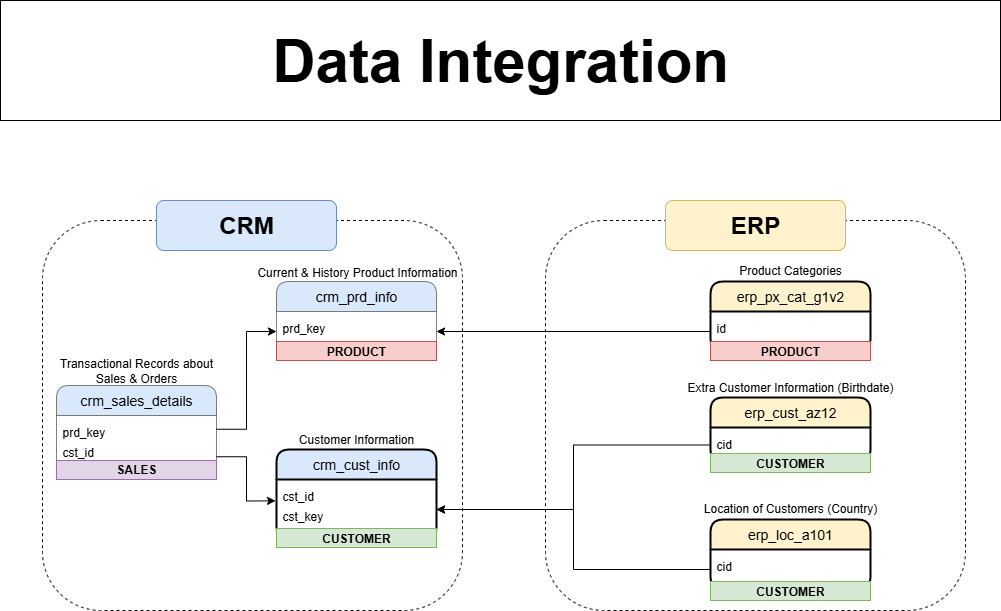 Data Integration
CRM
ERP
Current & History Product Information
crm_prd_info
prd_key
PRODUCT
Transactional Records about
Sales & Orders
crm_sales_details
prd_key
cst_id
SALES
Customer Information
crm_cust_info
cst_id
cst_key
CUSTOMER
Product Categories
erp_px_cat_g1v2
id
PRODUCT
Extra Customer Information (Birthdate)
erp_cust_az12
cid
CUSTOMER
Location of Customers (Country)
erp_loc_a101
cid
CUSTOMER